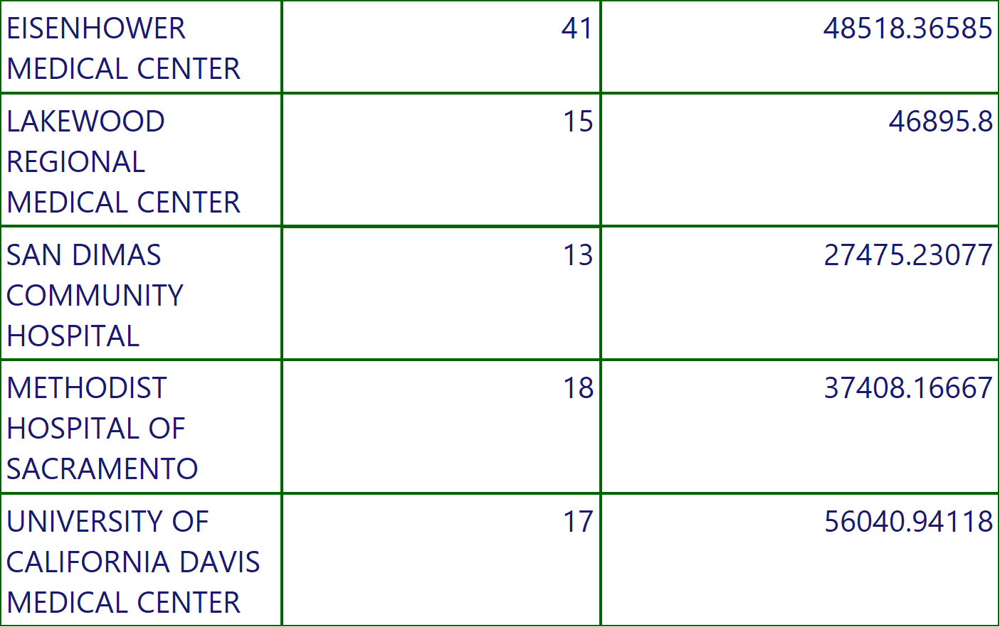 EISENHOWER 41 48518.36585
MEDICAL CENTER
LAKEWOOD 15 46895.8
REGIONAL
MEDICAL CENTER
SAN DIMAS 13 27475.23077
COMMUNITY
HOSPITAL
METHODIST 18 37408.16667
HOSPITAL OF
SACRAMENTO
UNIVERSITY OF 17 56040.94118
CALIFORNIA DAVIS
MEDICAL CENTER